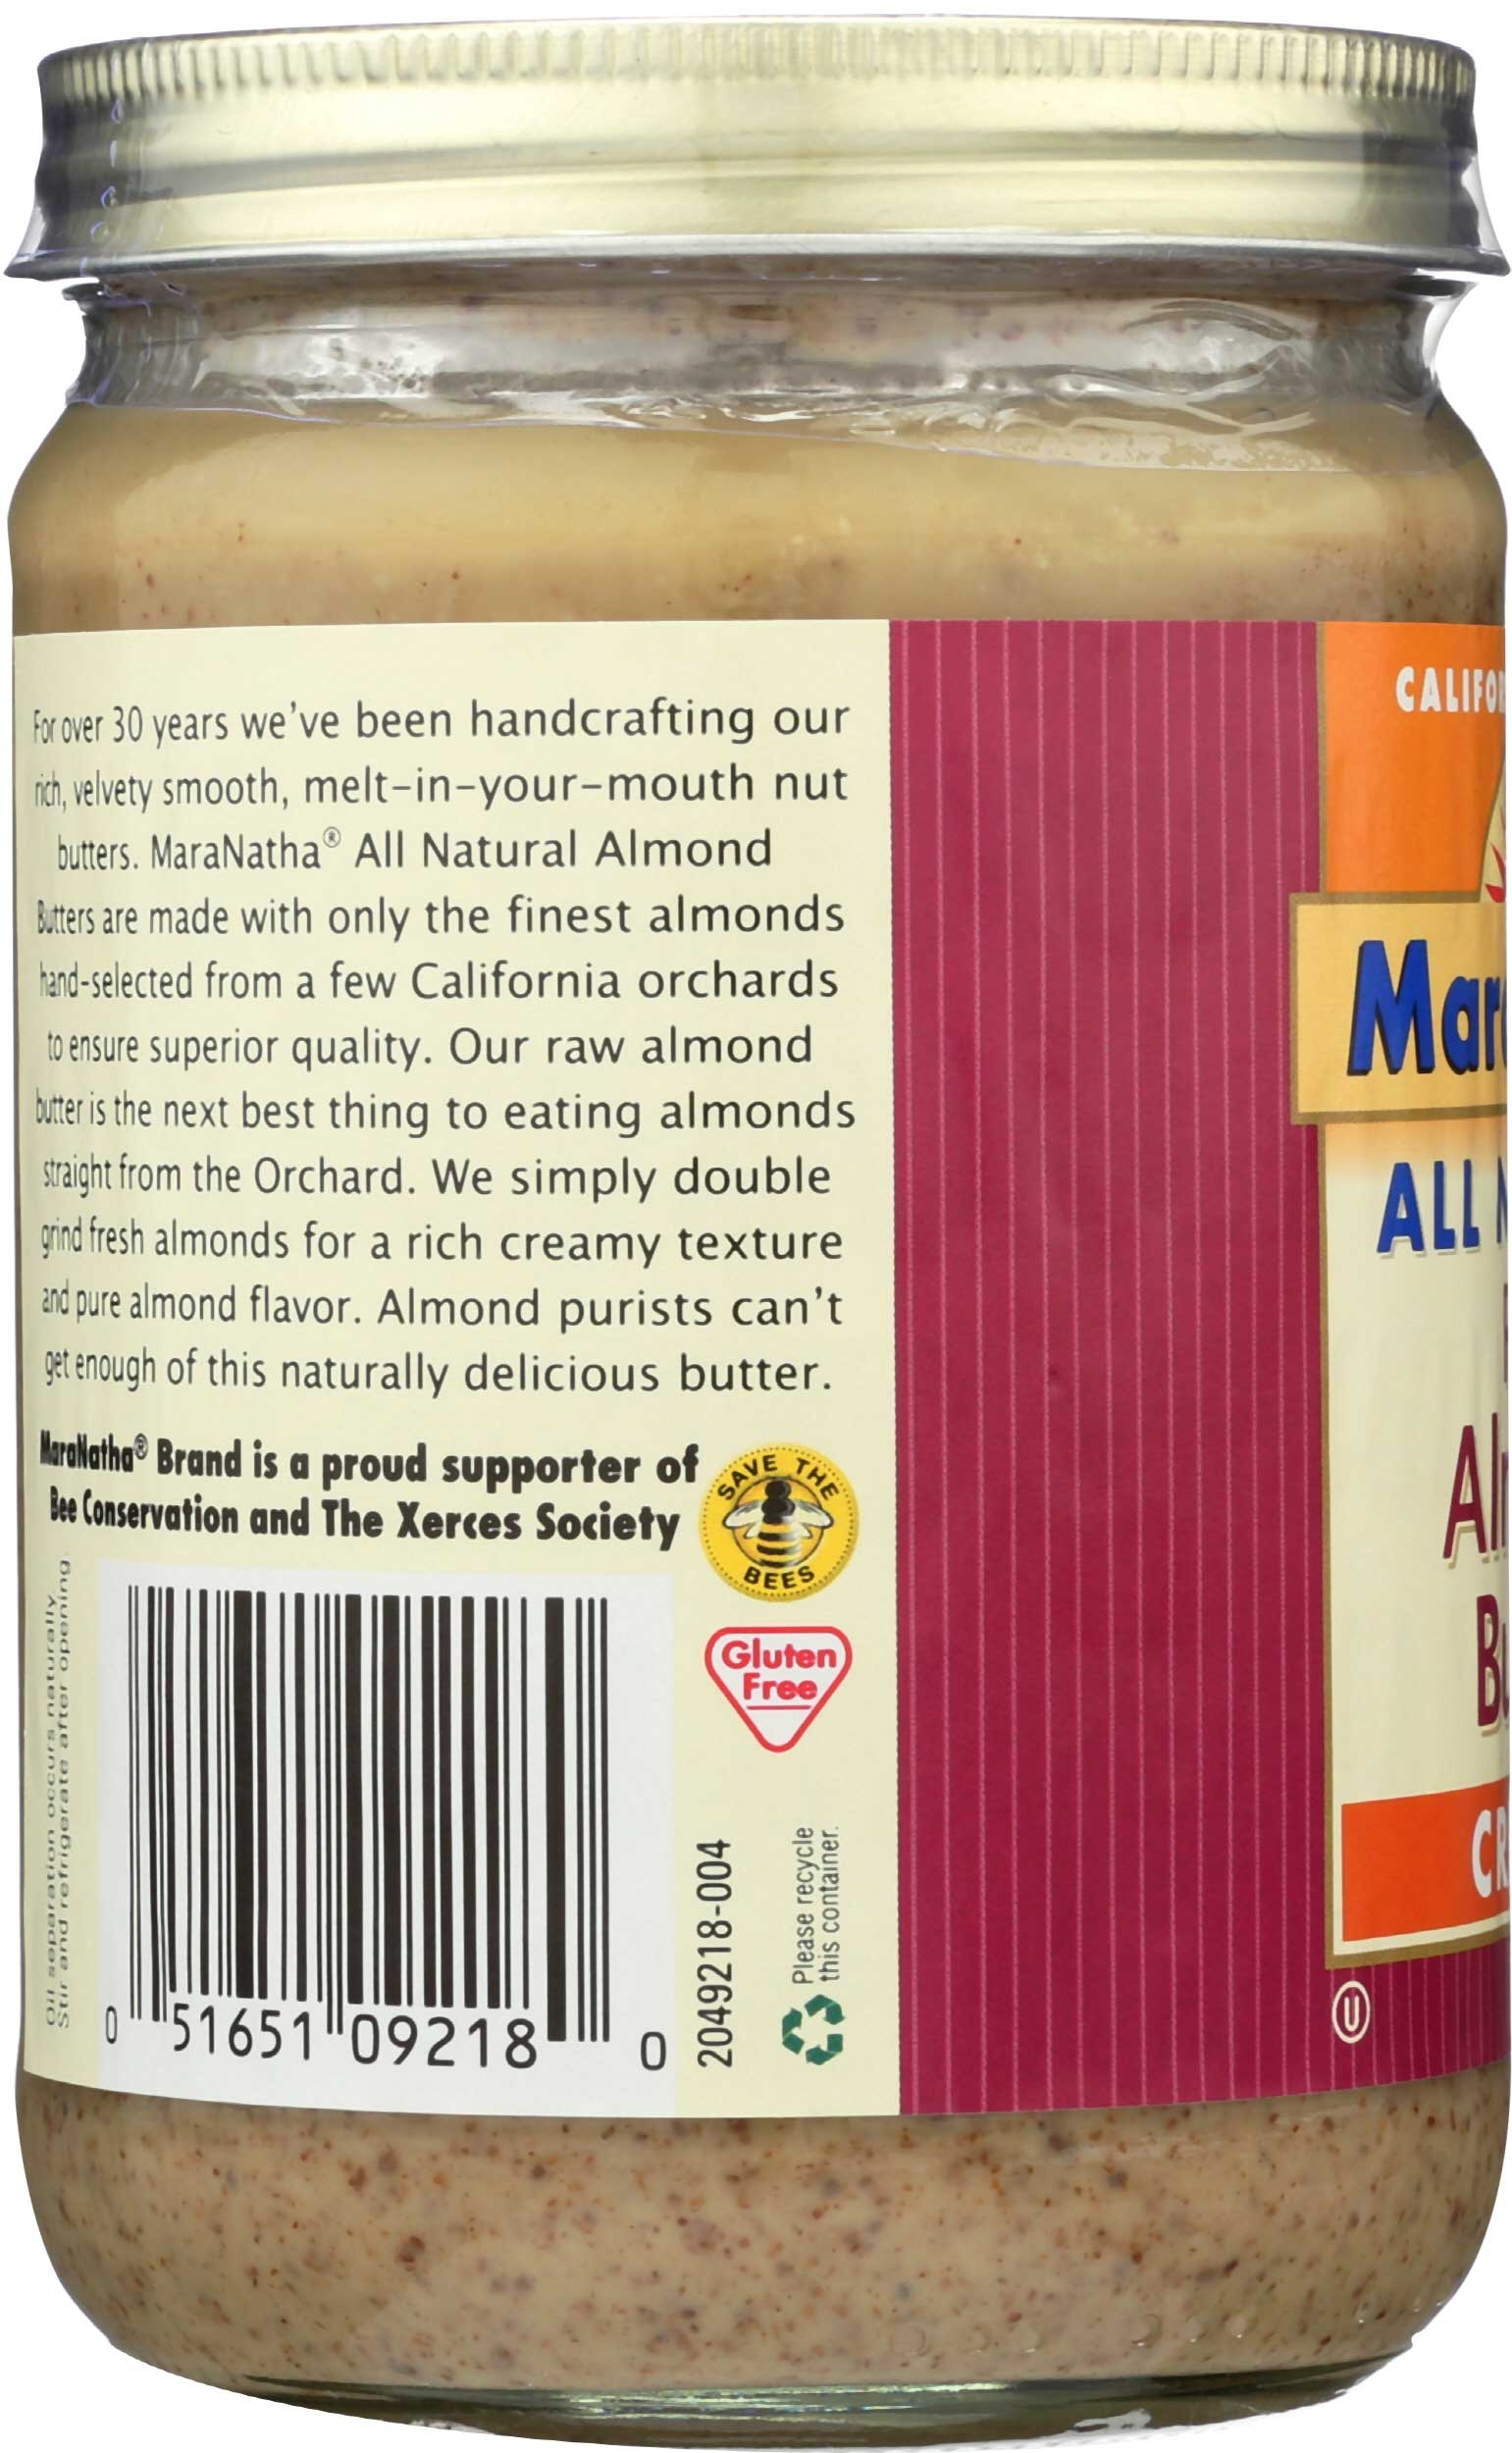 For over 30 years we've been handcrafting our
rich, velvety smooth, melt-in-your-mouth nut
butters. MaraNatha® All Natural Almond
Butters are made with only the finest almonds
hand-selected from a few California orchards
to ensure superior quality. Our raw almond
butter is the next best thing to eating almonds
straight from the Orchard. We simply double
grind fresh almonds for a rich creamy texture
and pure almond flavor. Almond purists can't
get enough of this naturally delicious butter.
MaraNatha® Brand is a proud supporter of
Bee Conservation and The Xerces Society
SAVE THE
BEES
Gluten
Free
Oil separation occurs naturally.
Stir and refrigerate after opening
0 51651 09218 0
2049218-004
Please recycle
this container.
CALIFO
Mar
ALL
Al
B
CR
U